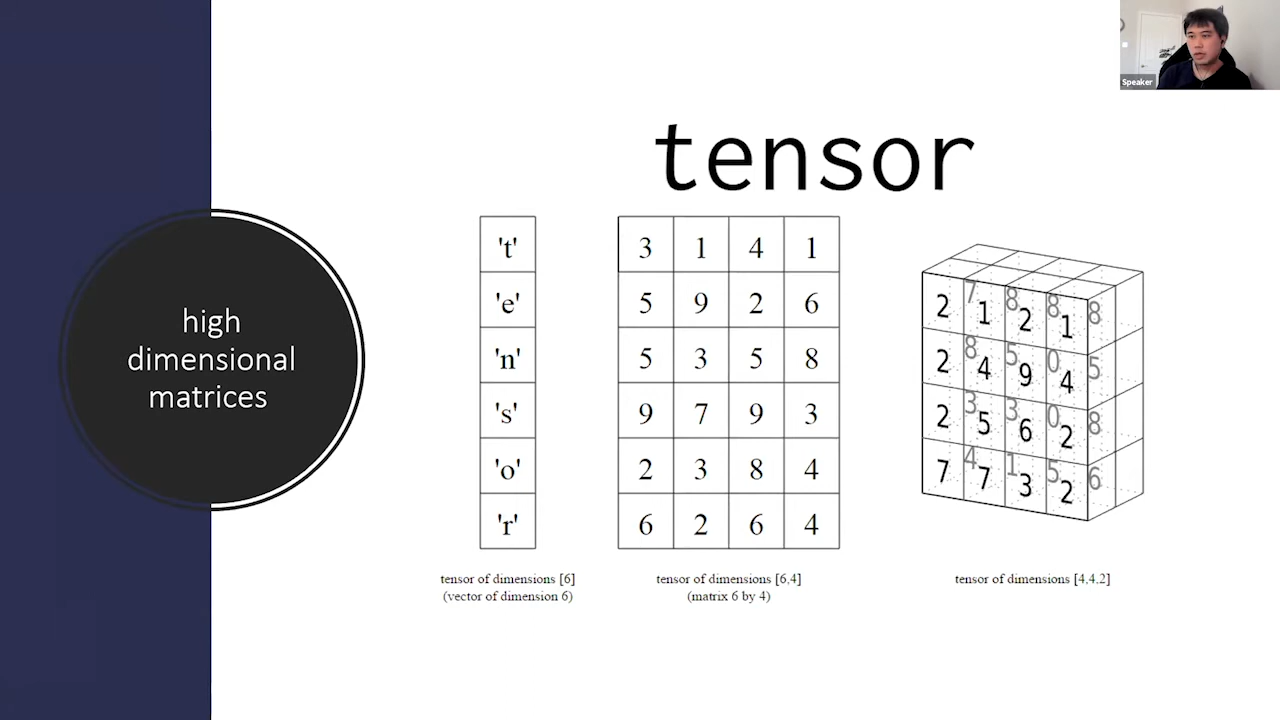 Speaker
tensor
high
dimensional
matrices
't'
'e'
'n'
's'
'o'
'r'
3 1 4 1
5 9 2 6
5 3 5 8
9 7 9 3
2 3 8 4
6 2 6 4
2 7 1 8 2 8 1 8
2 8 4 5 9 0 4 5
2 3 5 3 6 0 2 8
7 4 7 1 3 5 2 6
tensor of dimensions [6]
(vector of dimension 6)
tensor of dimensions [6,4]
(matrix 6 by 4)
tensor of dimensions [4,4,2]